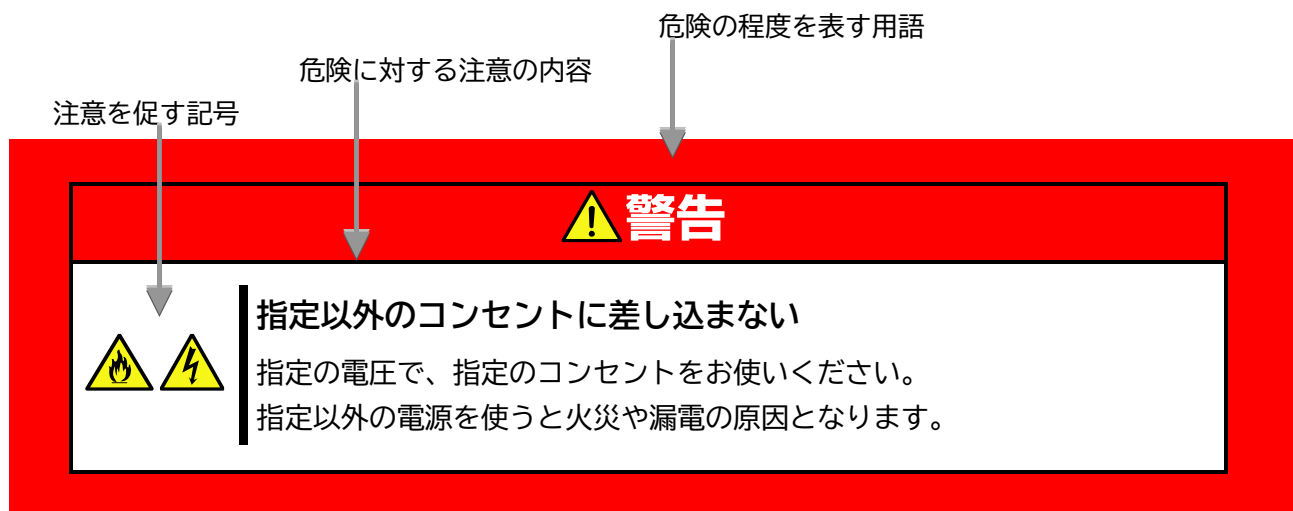 危険の程度を表す用語
危険に対する注意の内容
注意を促す記号
警告
指定以外のコンセントに差し込まない
指定の電圧で、指定のコンセントをお使いください。
指定以外の電源を使うと火災や漏電の原因となります。